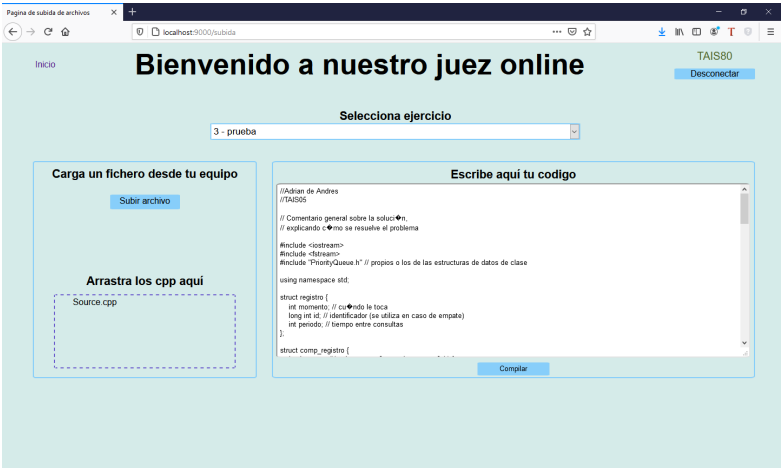 Pagina de subida de archivos
localhost:9000/subida
Inicio
Bienvenido a nuestro juez online
TAIS80
Desconectar
Selecciona ejercicio
3 - prueba
Carga un fichero desde tu equipo
Subir archivo
Arrastra los cpp aqui
Source.cpp
Escribe aquí tu codigo
//Adrian de Andres
//TAIS05
// Comentario general sobre la soluci�n,
// explicando c�mo se resuelve el problema
#include <iostream>
#include <fstream>
#include "PriorityQueue.h" // propios o los de las estructuras de datos de clase
using namespace std;
struct registro {
int momento; // cu�ndo le toca
long int id; // identificador (se utiliza en caso de empate)
int periodo; // tiempo entre consultas
};
struct comp_registro {
Compilar